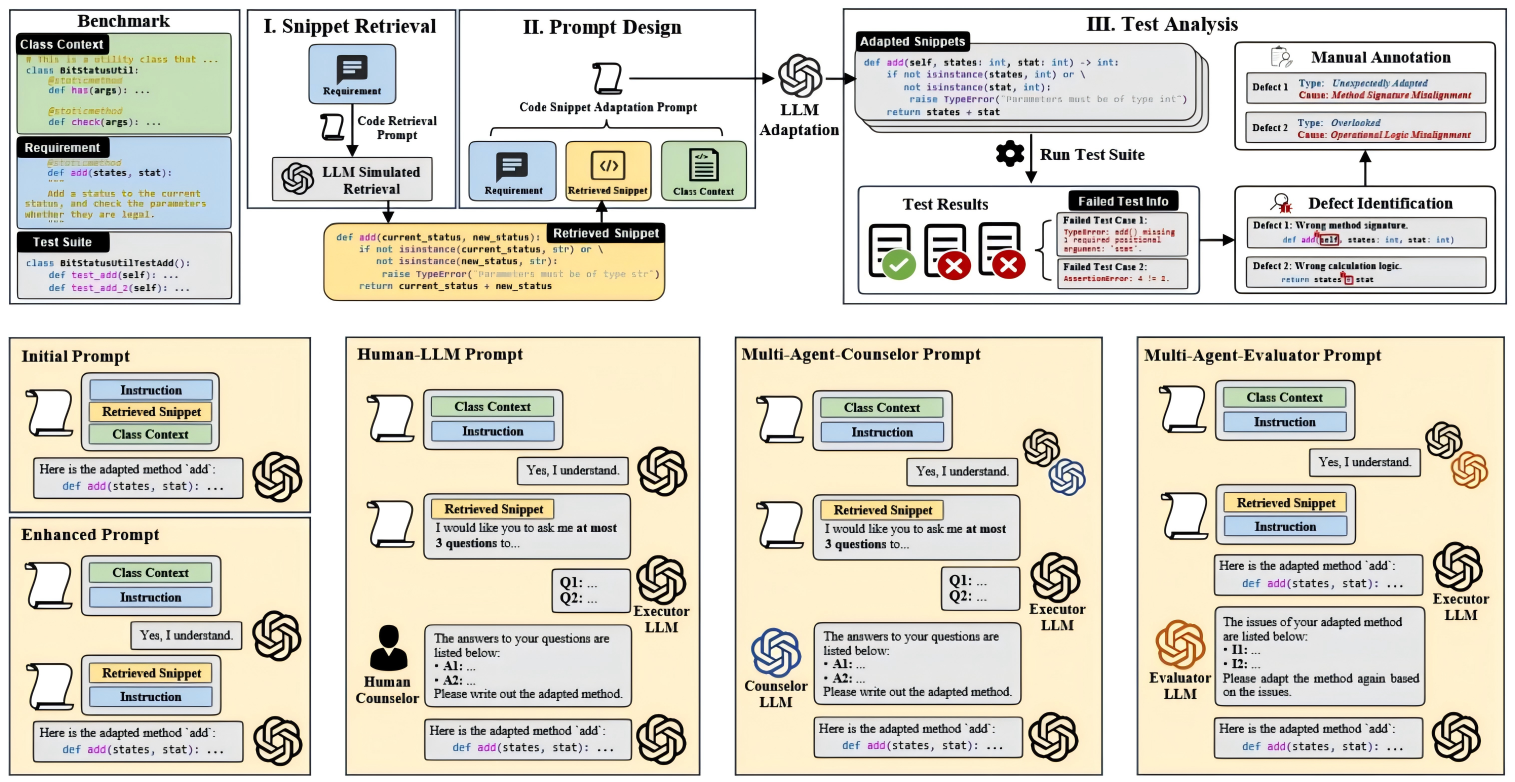 Benchmark
Class Context
# This is a utility class that ...
class BitStatusUtil:
@staticmethod
def has(args): ...
@staticmethod
def check(args): ...
Requirement
@staticmethod
def add(states, stat):
"""
Add a status to the current
status, and check the parameters
whether they are legal.
"""
Test Suite
class BitStatusUtilTestAdd():
def test_add(self): ...
def test_add_2(self): ...
I. Snippet Retrieval
Requirement
Code Retrieval
Prompt
LLM Simulated
Retrieval
Retrieved Snippet
def add(current_status, new_status):
if not isinstance(current_status, str) or \
not isinstance(new_status, str):
raise TypeError("Parameters must be of type str")
return current_status + new_status
II. Prompt Design
Code Snippet Adaptation Prompt
Requirement
Retrieved Snippet
Class Context
LLM
Adaptation
III. Test Analysis
Adapted Snippets
def add(self, states: int, stat: int) -> int:
if not isinstance(states, int) or \
not isinstance(stat, int):
raise TypeError("Parameters must be of type int")
return states + stat
Run Test Suite
Test Results
Failed Test Info
Failed Test Case 1:
TypeError: add() missing
1 required positional
argument: 'stat'.
Failed Test Case 2:
AssertionError: 4 != 2.
Manual Annotation
Defect 1
Type: Unexpectedly Adapted
Cause: Method Signature Misalignment
Defect 2
Type: Overlooked
Cause: Operational Logic Misalignment
Defect Identification
Defect 1: Wrong method signature.
def add(self, states: int, stat: int)
Defect 2: Wrong calculation logic.
return states + stat
Initial Prompt
Instruction
Retrieved Snippet
Class Context
Here is the adapted method `add`:
def add(states, stat): ...
Enhanced Prompt
Class Context
Instruction
Yes, I understand.
Retrieved Snippet
Instruction
Here is the adapted method `add`:
def add(states, stat): ...
Human-LLM Prompt
Class Context
Instruction
Yes, I understand.
Retrieved Snippet
I would like you to ask me at most
3 questions to...
Q1: ...
Q2: ...
Executor
LLM
Human
Counselor
The answers to your questions are
listed below:
• A1: ...
• A2: ...
Please write out the adapted method.
Here is the adapted method `add`:
def add(states, stat): ...
Multi-Agent-Counselor Prompt
Class Context
Instruction
Yes, I understand.
Retrieved Snippet
I would like you to ask me at most
3 questions to...
Q1: ...
Q2: ...
Executor
LLM
Counselor
LLM
The answers to your questions are
listed below:
• A1: ...
• A2: ...
Please write out the adapted method.
Here is the adapted method `add`:
def add(states, stat): ...
Multi-Agent-Evaluator Prompt
Class Context
Instruction
Yes, I understand.
Retrieved Snippet
Instruction
Here is the adapted method `add`:
def add(states, stat): ...
Executor
LLM
Evaluator
LLM
The issues of your adapted method
are listed below:
• I1: ...
• I2: ...
Please adapt the method again based
on the issues.
Here is the adapted method `add`:
def add(states, stat): ...